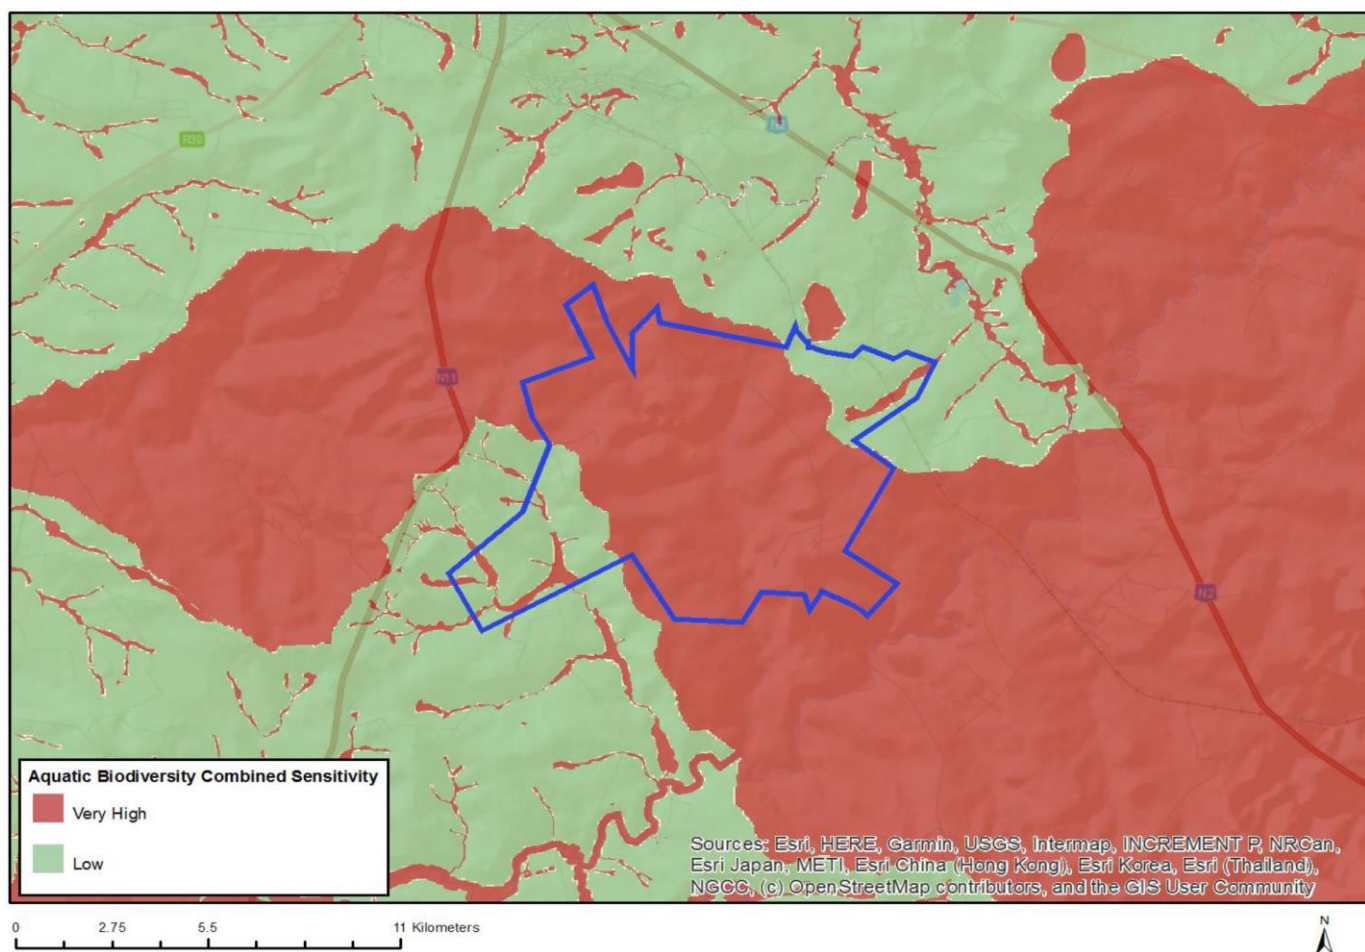 R39
N11
N2
Aquatic Biodiversity Combined Sensitivity
Very High
Low
Sources: Esri, HERE, Garmin, USGS, Intermap, INCREMENT P, NRCan,
Esri Japan, METI, Esri China (Hong Kong), Esri Korea, Esri (Thailand),
NGCC, (c) OpenStreetMap contributors, and the GIS User Community
0 2.75 5.5 11 Kilometers
N